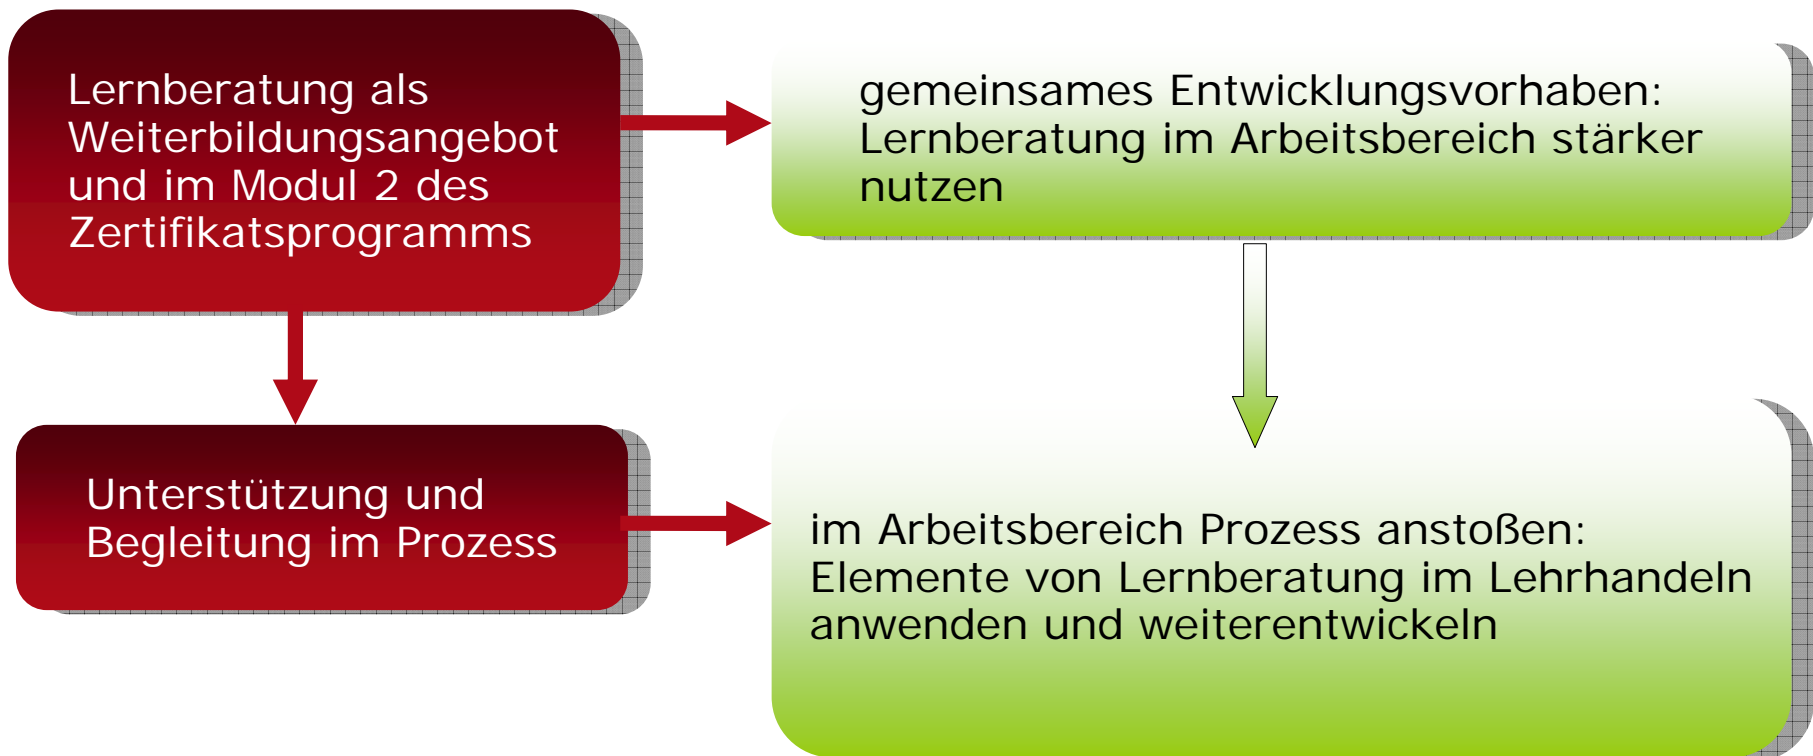 Lernberatung als
Weiterbildungsangebot
und im Modul 2 des
Zertifikatsprogramms
gemeinsames Entwicklungsvorhaben:
Lernberatung im Arbeitsbereich stärker
nutzen
Unterstützung und
Begleitung im Prozess
im Arbeitsbereich Prozess anstoßen:
Elemente von Lernberatung im Lehrhandeln
anwenden und weiterentwickeln